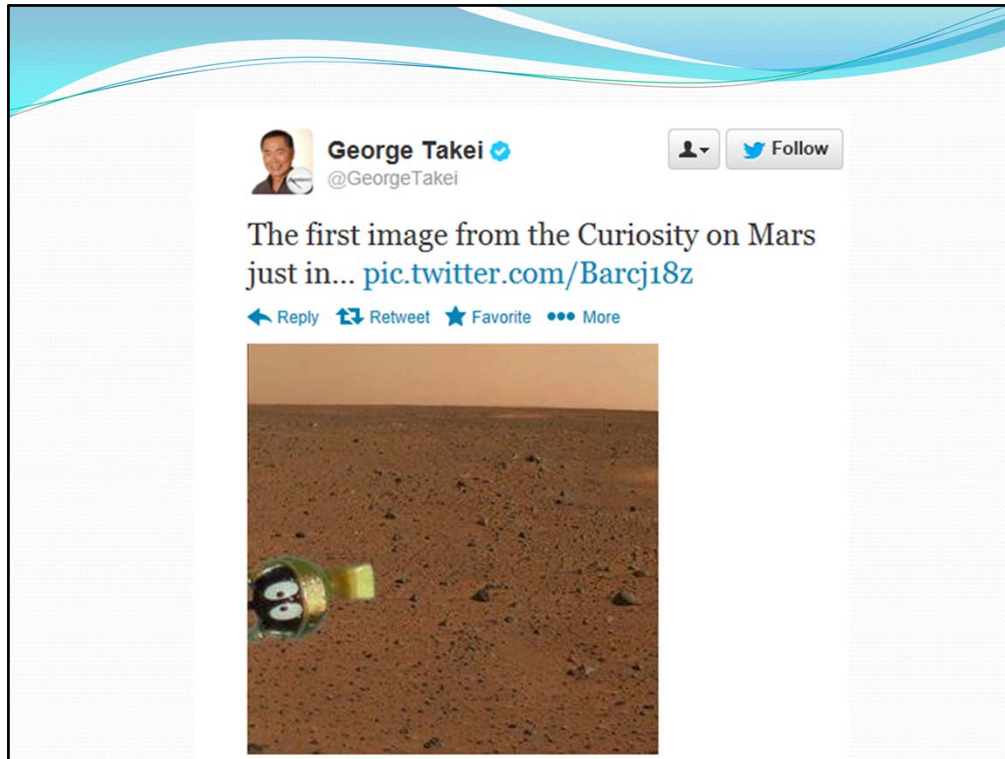 George Takei
@GeorgeTakei
Follow
The first image from the Curiosity on Mars
just in... pic.twitter.com/Barcj18z
Reply Retweet Favorite More